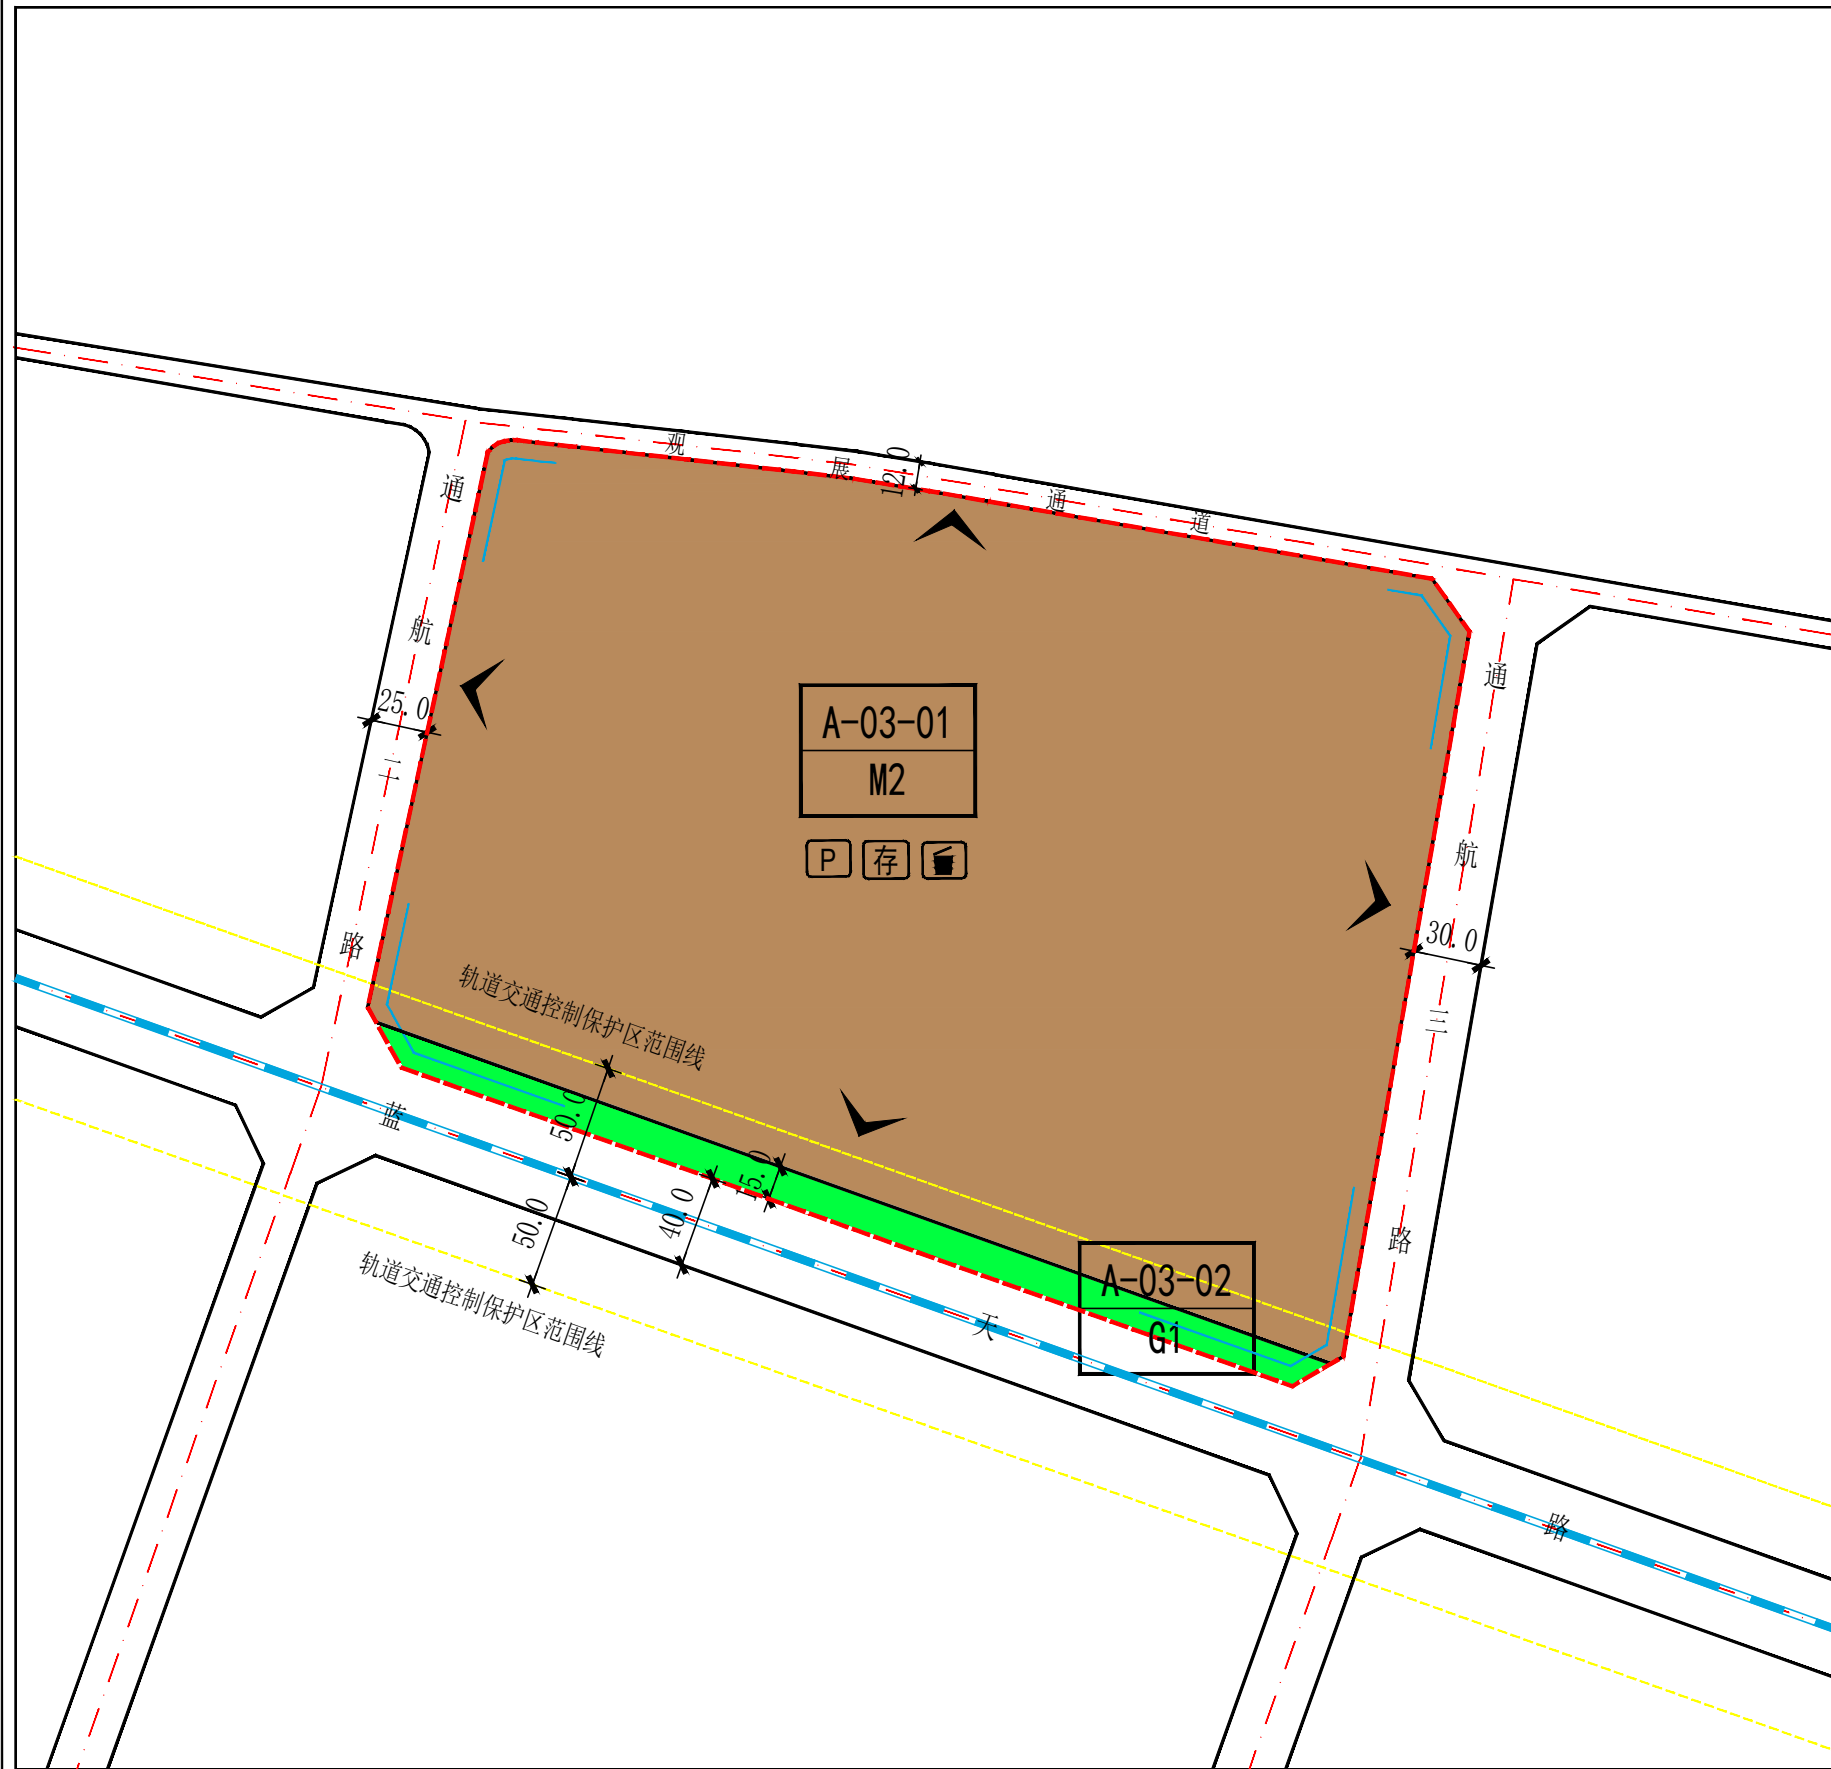 观展通道
12.0
通航二路
25.0
A-03-01
M2
P 存
通航三路
30.0
轨道交通控制保护区范围线
50.0
50.0
40.0
15.0
A-03-02
G1
蓝天路
轨道交通控制保护区范围线